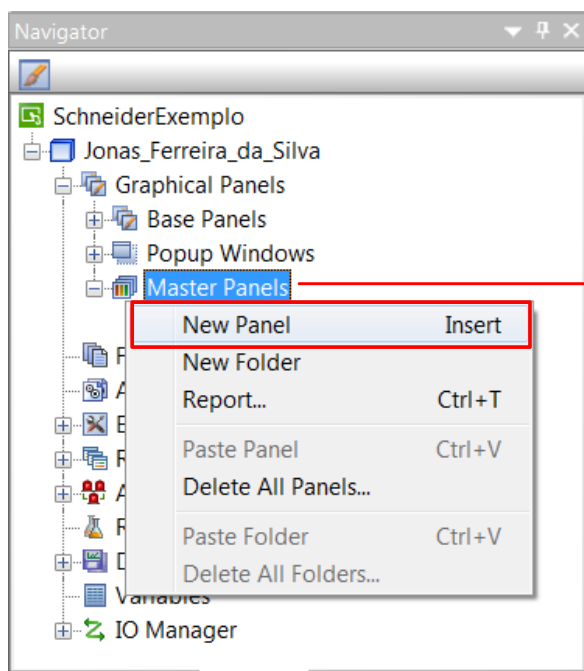 Navigator
SchneiderExemplo
Jonas_Ferreira_da_Silva
Graphical Panels
Base Panels
Popup Windows
Master Panels
New Panel Insert
New Folder
Report... Ctrl+T
Paste Panel Ctrl+V
Delete All Panels...
Paste Folder Ctrl+V
Delete All Folders...
Variables
IO Manager